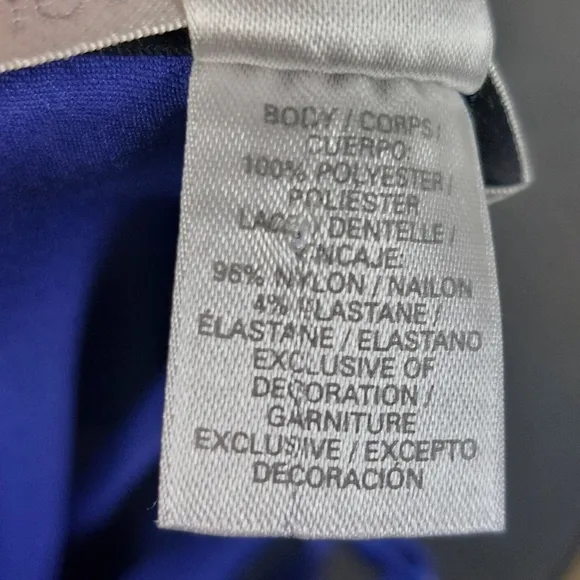 BODY / CORPS /
CUERPO
100% POLYESTER /
POLIESTER
LACE / DENTELLE /
ENCAJE:
96% NYLON / NAILON
4% ELASTANE /
ÉLASTANE / ELASTANO
EXCLUSIVE OF
DECORATION /
GARNITURE
EXCLUSIVE / EXCEPTO
DECORACIÓN